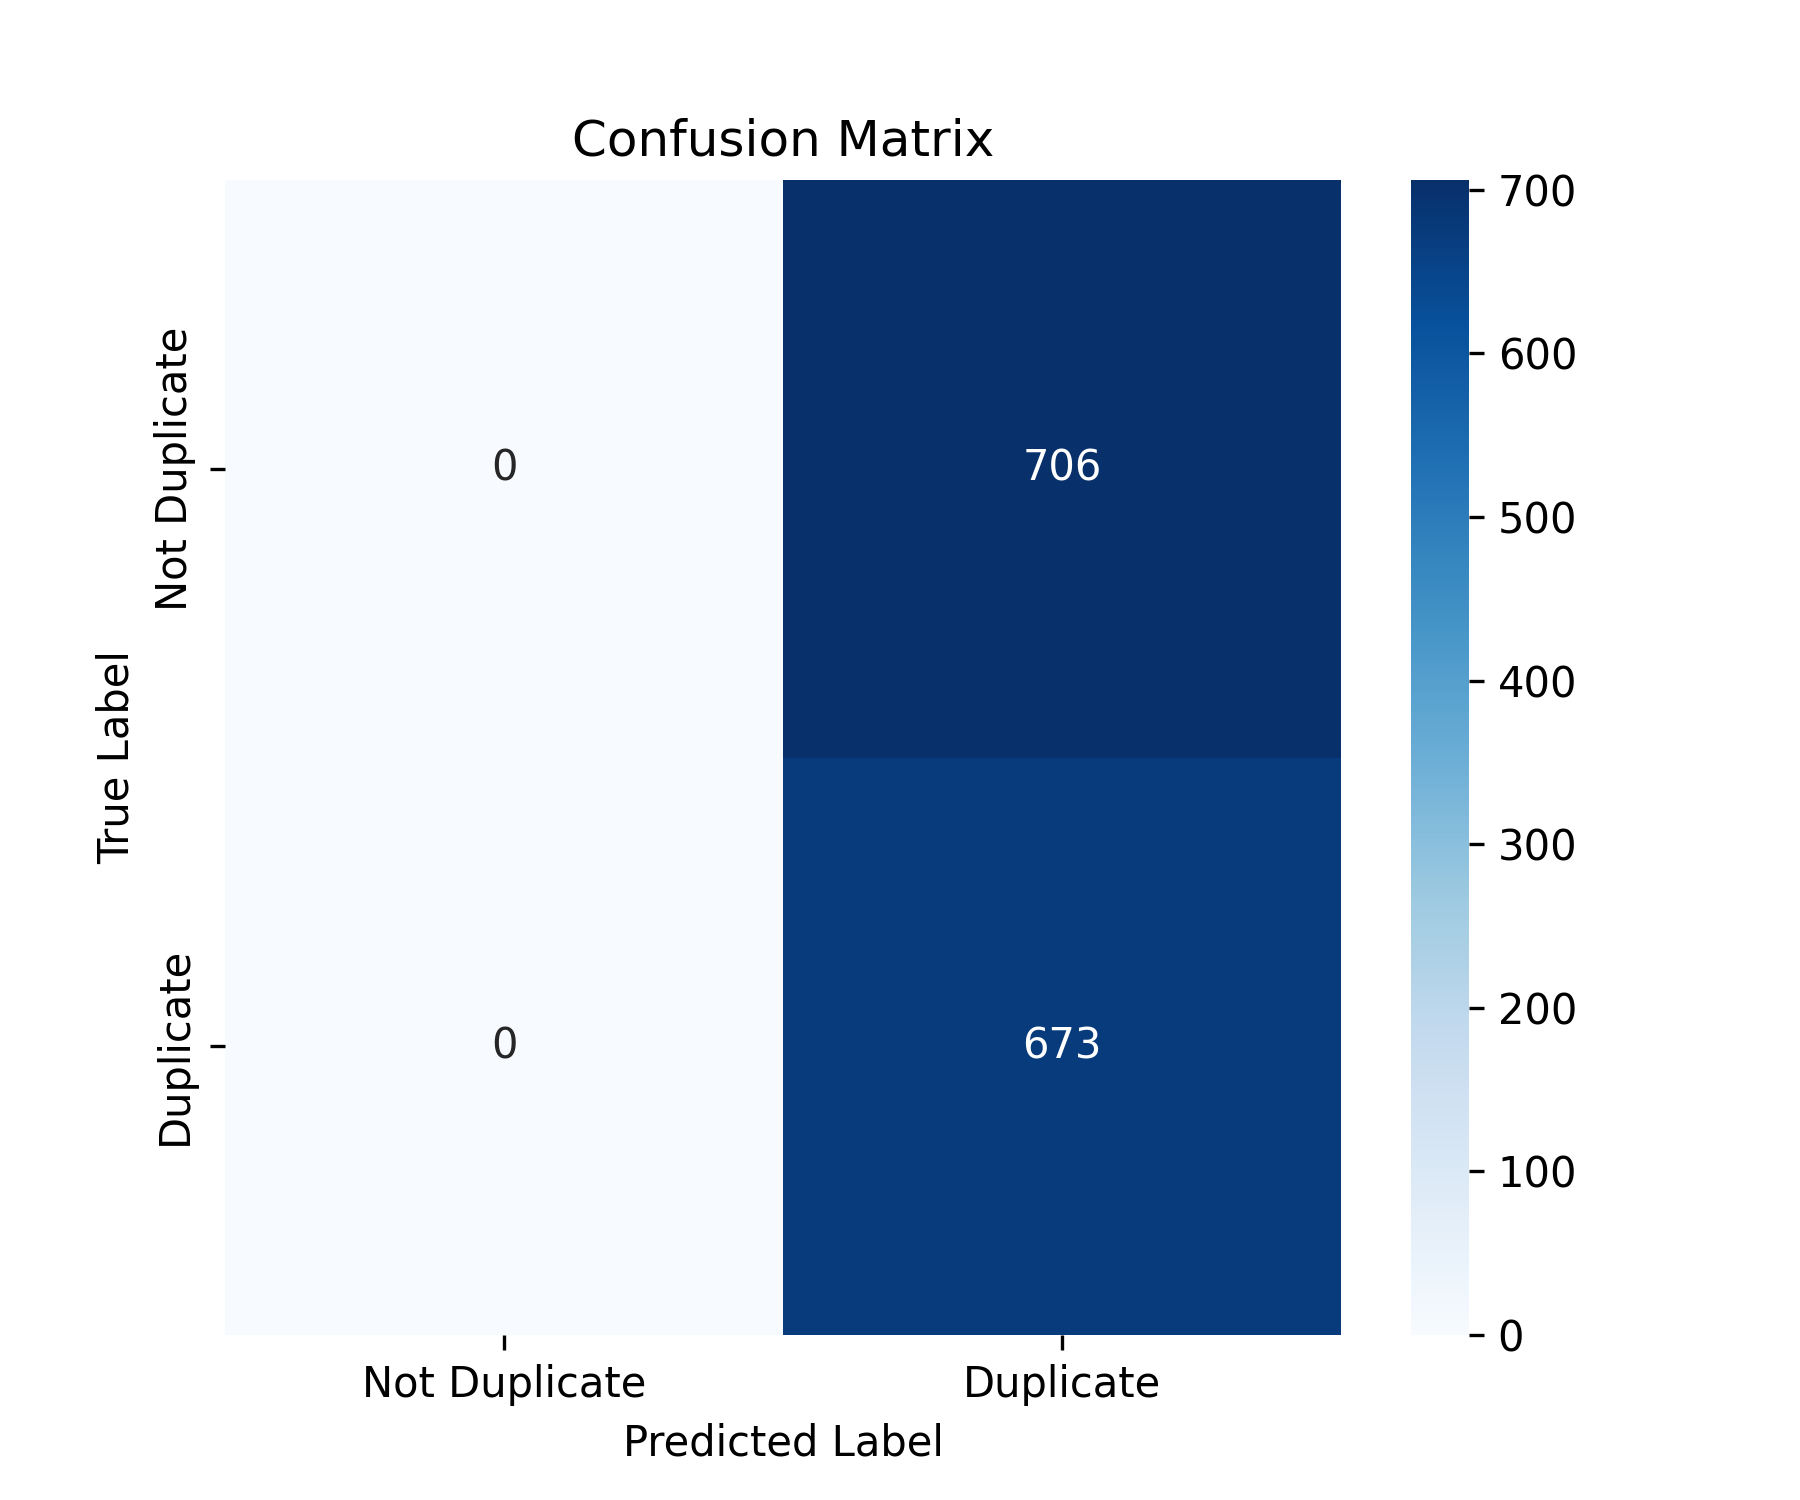 Confusion Matrix
True Label
Not Duplicate
Duplicate
0
706
0
673
Not Duplicate
Duplicate
Predicted Label
700
600
500
400
300
200
100
0